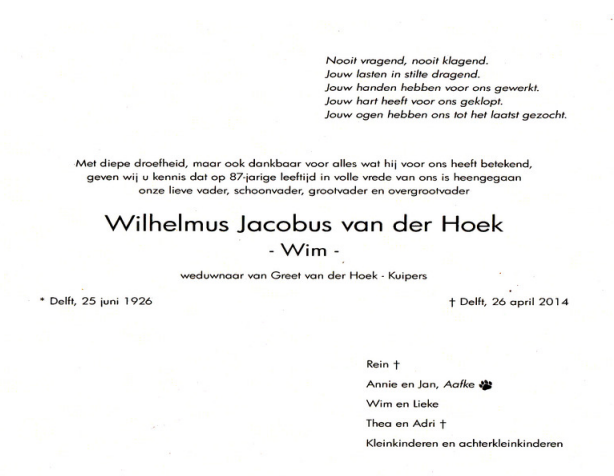 Nooit vragend, nooit klagend.
Jouw lasten in stilte dragend.
Jouw handen hebben voor ons gewerkt.
Jouw hart heeft voor ons geklopt.
Jouw ogen hebben ons tot het laatst gezocht.
Met diepe droefheid, maar ook dankbaar voor alles wat hij voor ons heeft betekend,
geven wij u kennis dat op 87-jarige leeftijd in volle vrede van ons is heengegaan
onze lieve vader, schoonvader, grootvader en overgrootvader
Wilhelmus Jacobus van der Hoek
- Wim -
weduwnaar van Greet van der Hoek - Kuipers
* Delft, 25 juni 1926 † Delft, 26 april 2014
Rein †
Annie en Jan, Aafke
Wim en Lieke
Thea en Adri †
Kleinkinderen en achterkleinkinderen